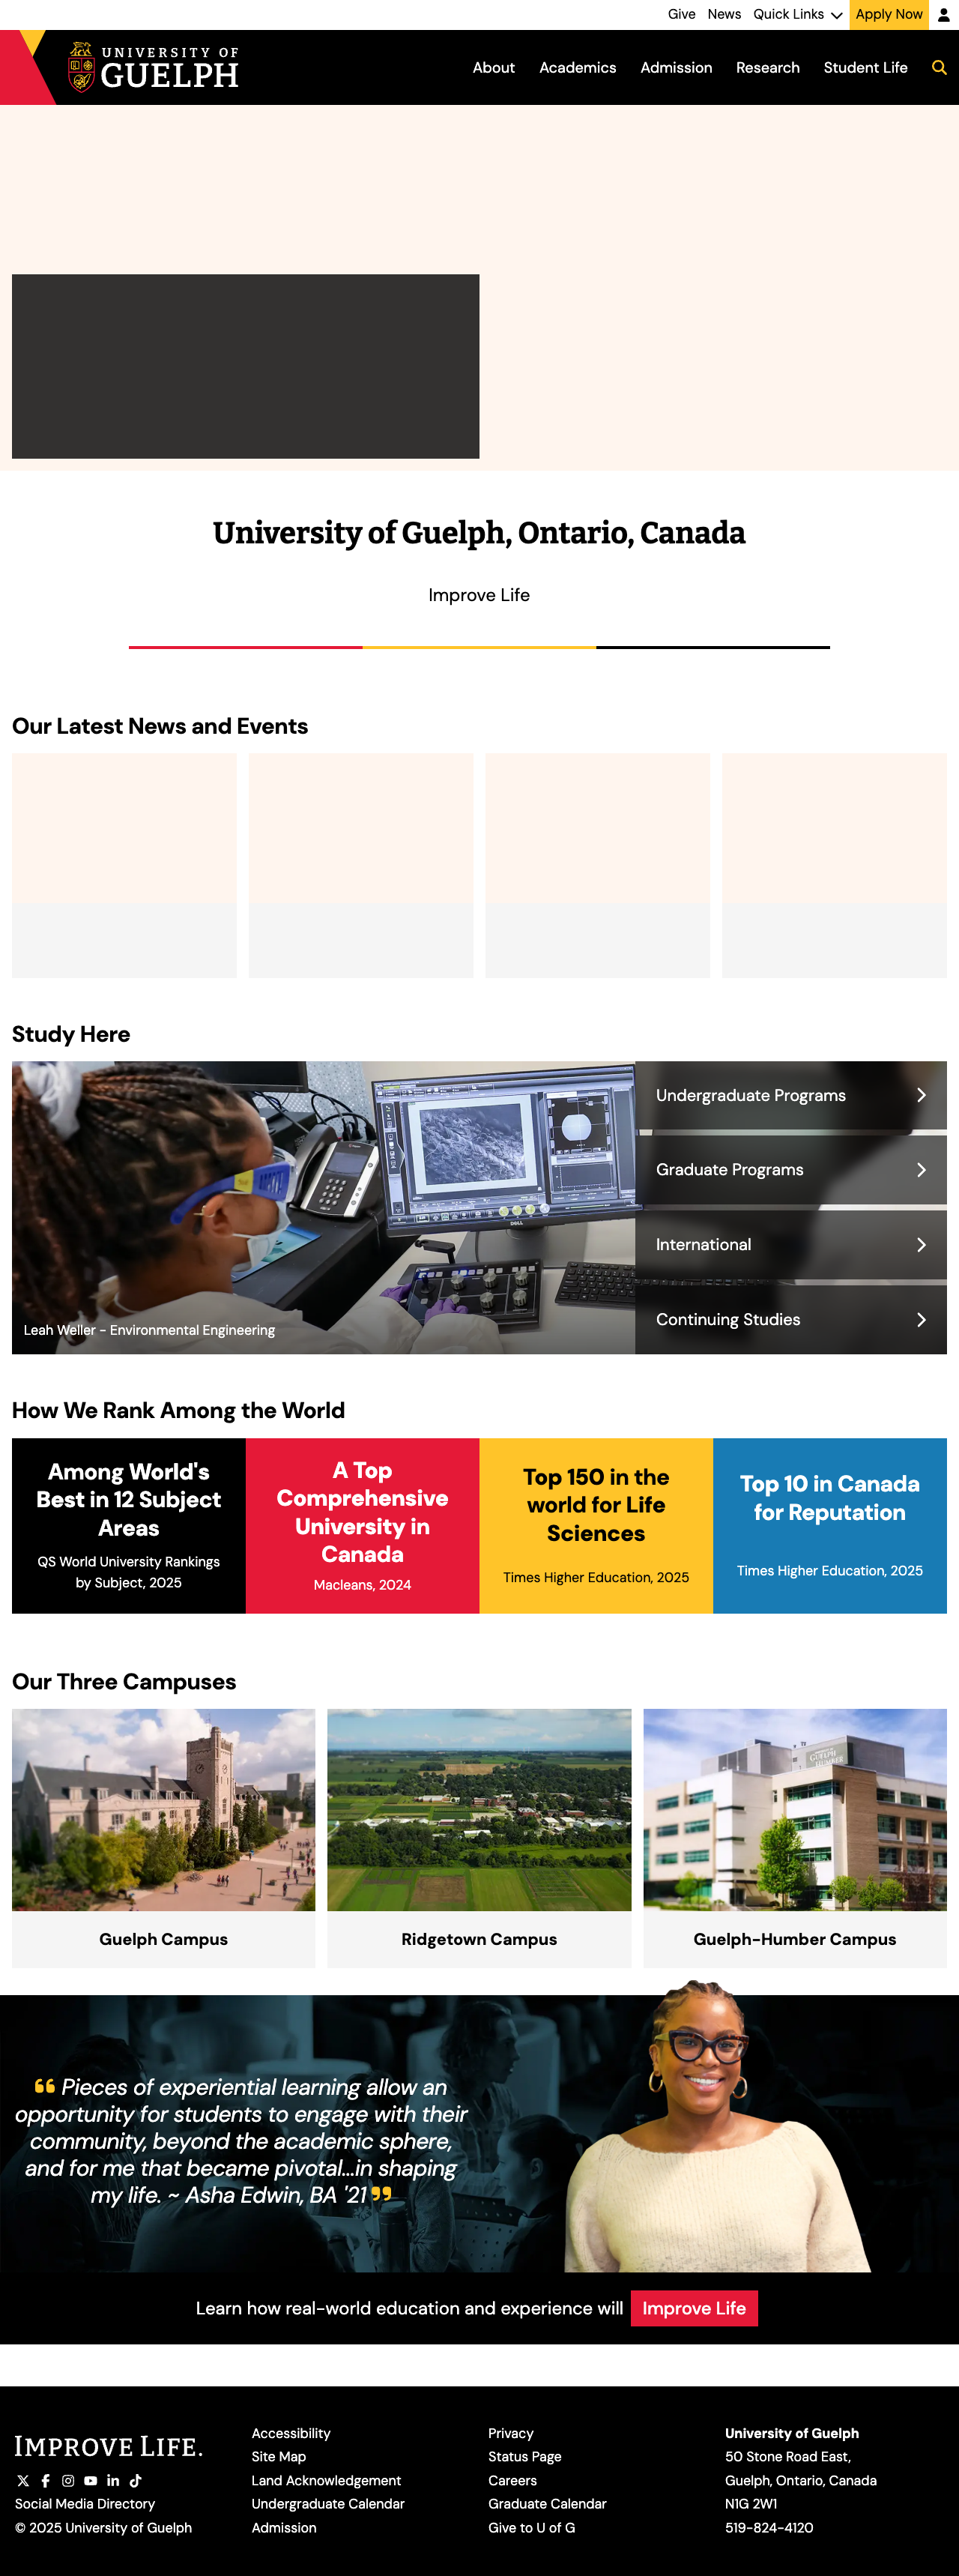 Give News Quick Links Apply Now
UNIVERSITY OF
GUELPH
About Academics Admission Research Student Life
University of Guelph, Ontario, Canada
Improve Life
Our Latest News and Events
Study Here
Undergraduate Programs
Graduate Programs
International
Continuing Studies
Leah Weller - Environmental Engineering
How We Rank Among the World
Among World's
Best in 12 Subject
Areas
QS World University Rankings
by Subject, 2025
A Top
Comprehensive
University in
Canada
Macleans, 2024
Top 150 in the
world for Life
Sciences
Times Higher Education, 2025
Top 10 in Canada
for Reputation
Times Higher Education, 2025
Our Three Campuses
GUELPH
HUMBER
Guelph Campus
Ridgetown Campus
Guelph-Humber Campus
Pieces of experiential learning allow an
opportunity for students to engage with their
community, beyond the academic sphere,
and for me that became pivotal...in shaping
my life. ~ Asha Edwin, BA '21
Learn how real-world education and experience will Improve Life
IMPROVE LIFE.
Social Media Directory
© 2025 University of Guelph
Accessibility
Site Map
Land Acknowledgement
Undergraduate Calendar
Admission
Privacy
Status Page
Careers
Graduate Calendar
Give to U of G
University of Guelph
50 Stone Road East,
Guelph, Ontario, Canada
N1G 2W1
519-824-4120